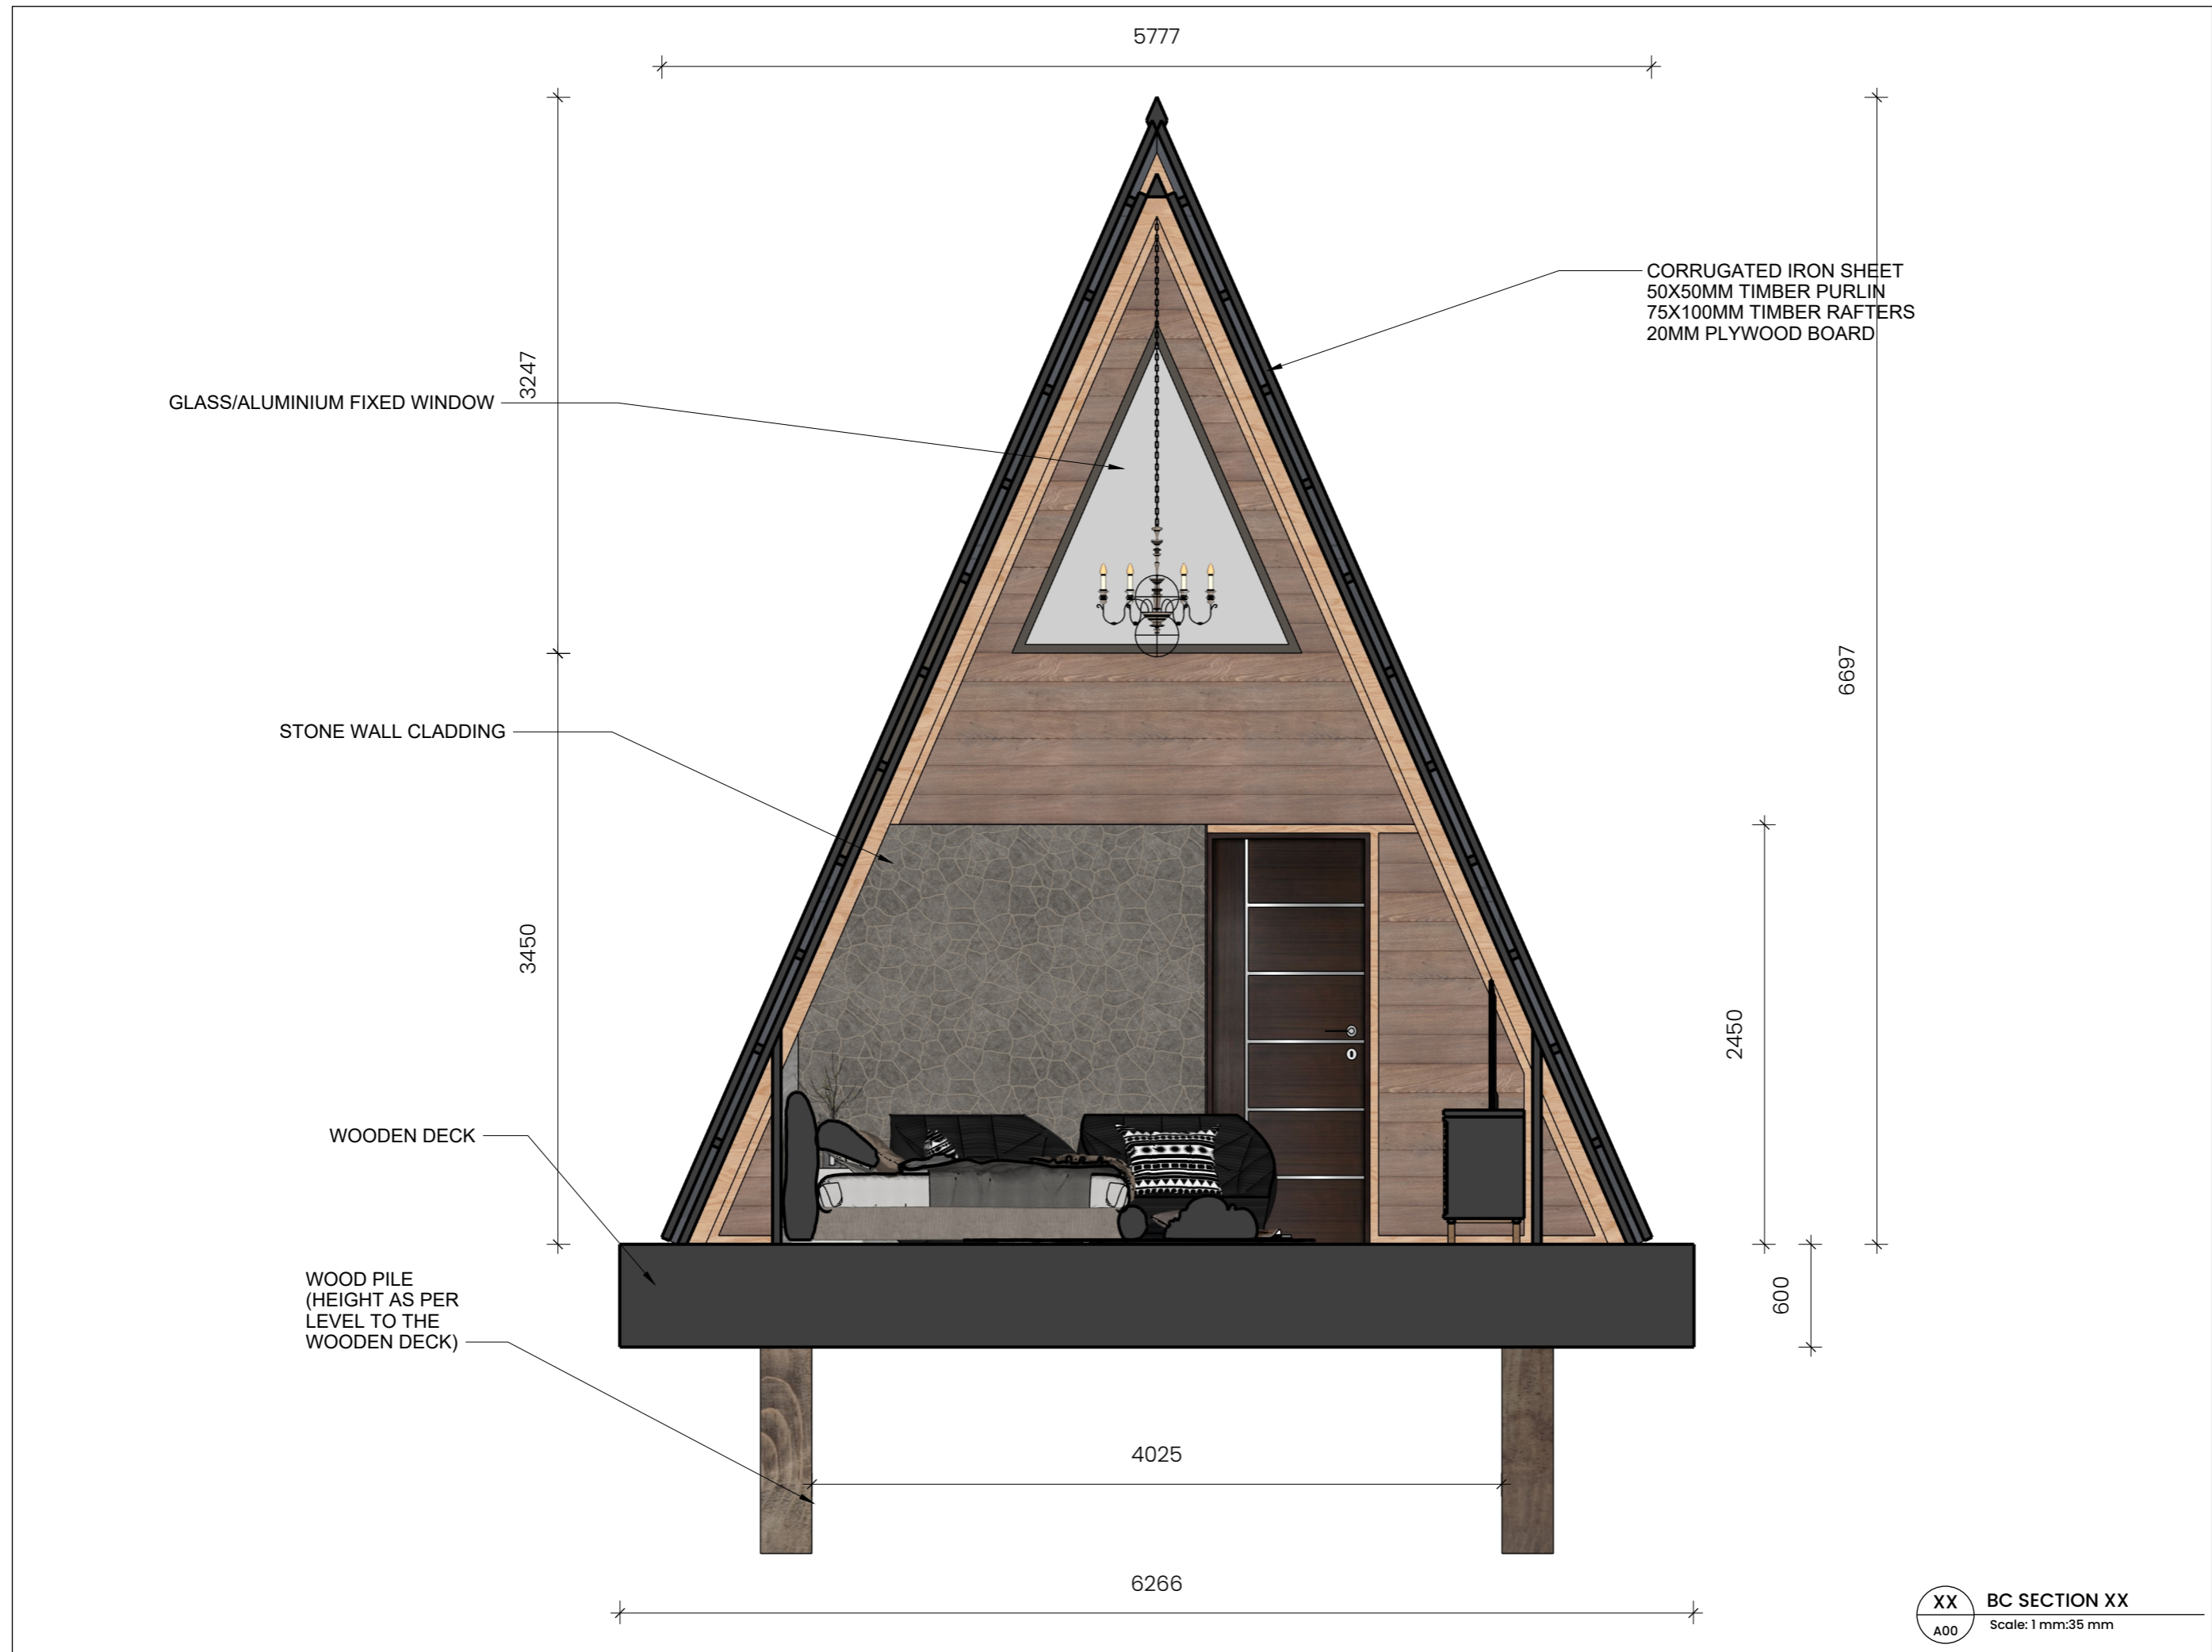 5777
CORRUGATED IRON SHEET
50X50MM TIMBER PURLIN
75X100MM TIMBER RAFTERS
20MM PLYWOOD BOARD
3247
GLASS/ALUMINIUM FIXED WINDOW
6697
STONE WALL CLADDING
3450
2450
WOODEN DECK
WOOD PILE
(HEIGHT AS PER
LEVEL TO THE
WOODEN DECK)
600
4025
6266
XX
A00
BC SECTION XX
Scale: 1 mm:35 mm